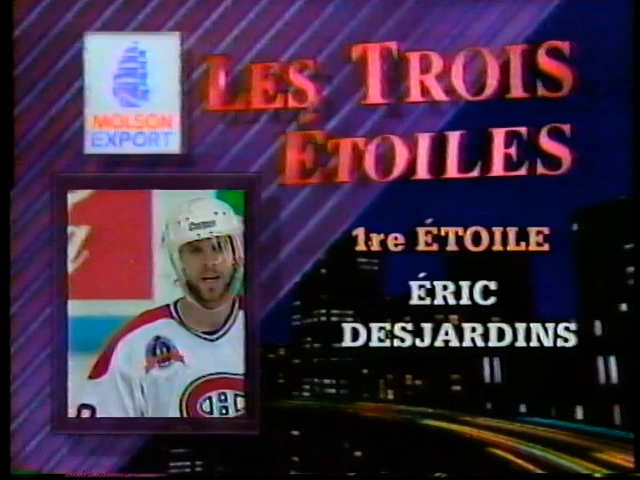 MOLSON
EXPORT
LES TROIS
ÉTOILES
1re ÉTOILE
ÉRIC
DESJARDINS